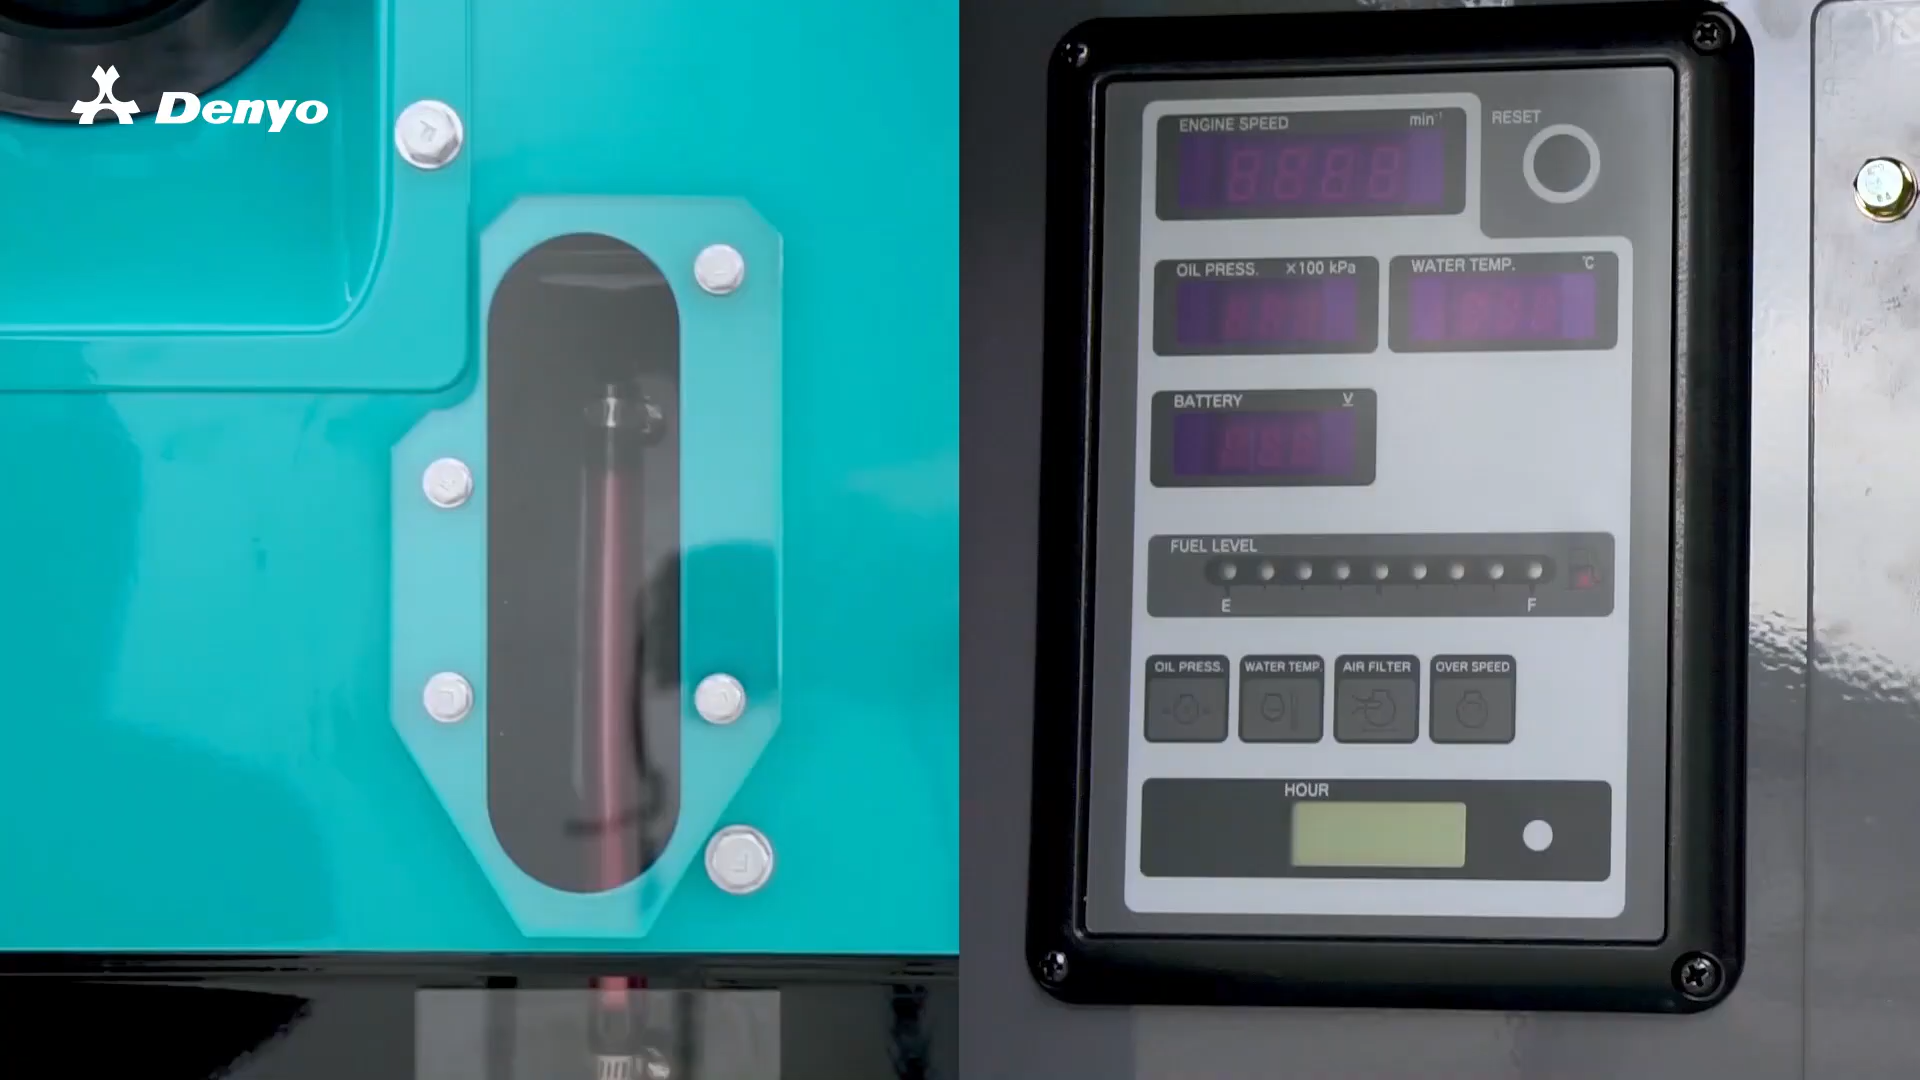 Denyo
ENGINE SPEED min⁻¹
RESET
OIL PRESS. ×100 kPa
WATER TEMP. ℃
BATTERY V
FUEL LEVEL
E F
OIL PRESS.
WATER TEMP.
AIR FILTER
OVER SPEED
HOUR